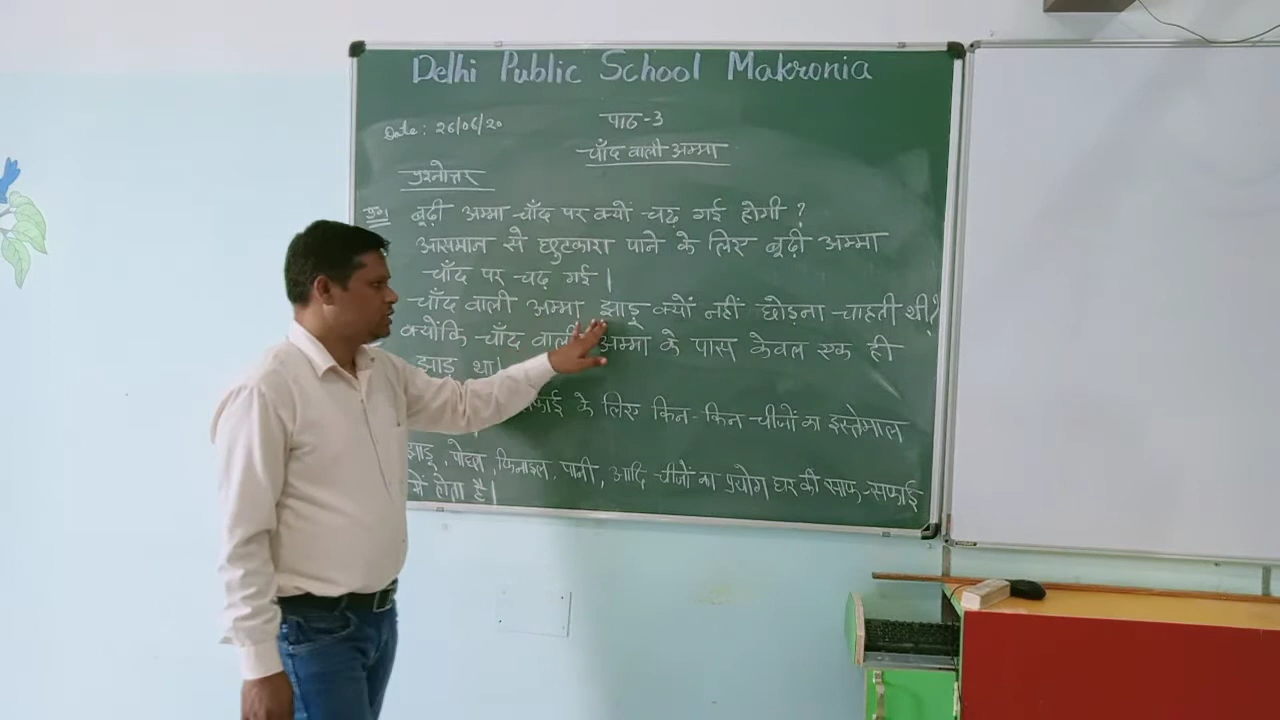 Delhi Public School Makronia
Date: 26/06/20
पाठ-3
चाँद वाली अम्मा
प्रश्नोत्तर
प्र01 बूढ़ी अम्मा चाँद पर क्यों चढ़ गई होगी ?
आसमान से छुटकारा पाने के लिए बूढ़ी अम्मा
चाँद पर चढ़ गई।
चाँद वाली अम्मा झाड़ू क्यों नहीं छोड़ना चाहती थी?
क्योंकि चाँद वाली अम्मा के पास केवल एक ही
झाड़ू था।
के लिए किन-किन चीजों का इस्तेमाल
झाड़ू, पोछा, फिनाइल, पानी, आदि चीजों का प्रयोग घर की साफ-सफाई
में होता है।